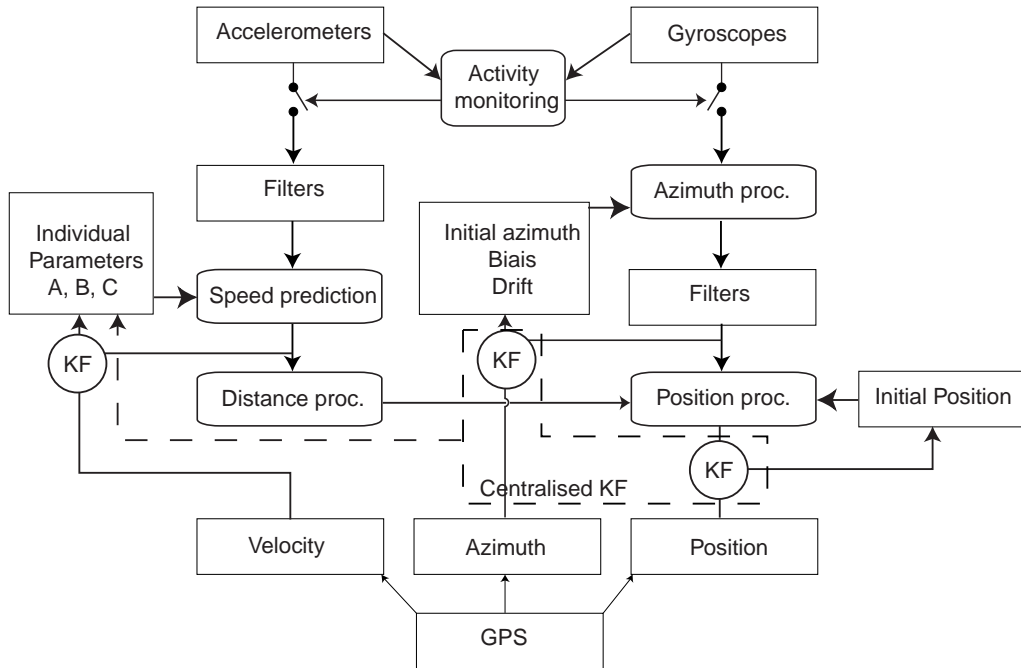 Accelerometers
Gyroscopes
Activity
monitoring
Filters
Azimuth proc.
Individual
Parameters
A, B, C
Initial azimuth
Biais
Drift
Speed prediction
Filters
KF
KF
Distance proc.
Position proc.
Initial Position
KF
Centralised KF
Velocity
Azimuth
Position
GPS